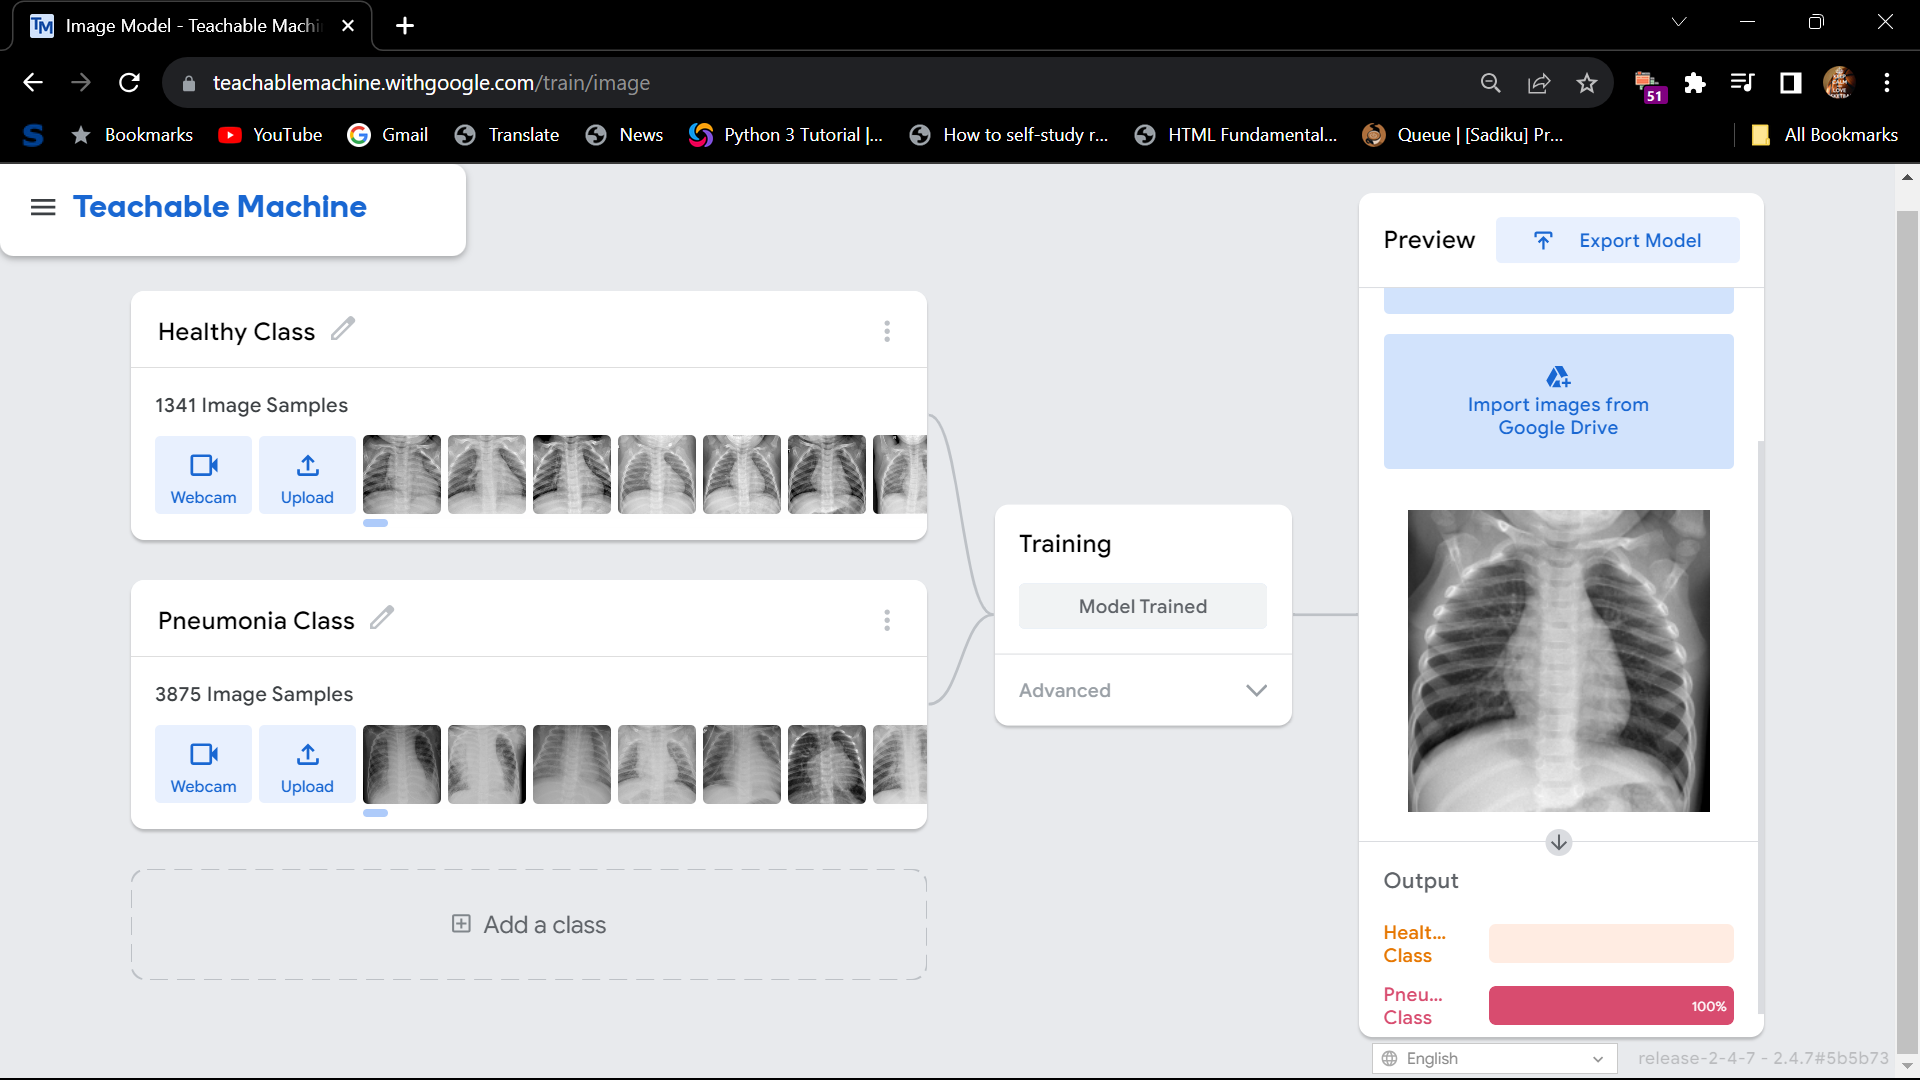 TM
Image Model - Teachable Machi
teachablemachine.withgoogle.com/train/image
51
S
Bookmarks
YouTube
Gmail
Translate
News
Python 3 Tutorial |...
How to self-study r...
HTML Fundamental...
Queue | [Sadiku] Pr...
All Bookmarks
Teachable Machine
Healthy Class
1341 Image Samples
Webcam
Upload
Pneumonia Class
3875 Image Samples
Webcam
Upload
Add a class
Training
Model Trained
Advanced
Preview
Export Model
Import images from
Google Drive
Output
Healt...
Class
Pneu...
Class
100%
English
release-2-4-7 - 2.4.7#5b5b73